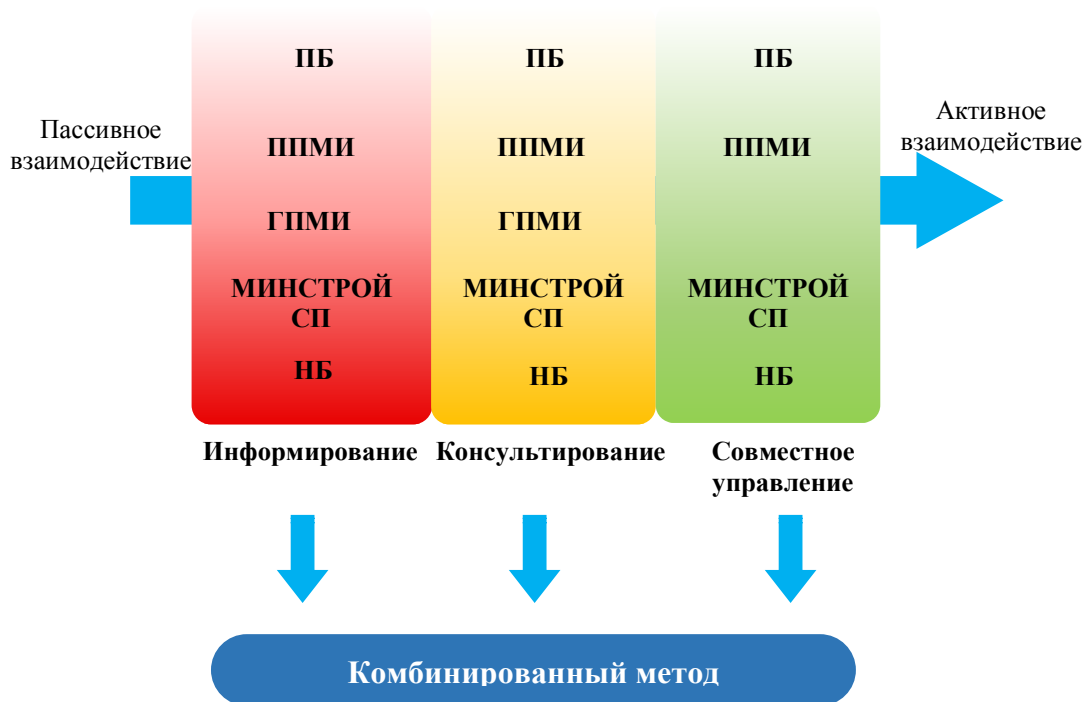 Пассивное
взаимодействие
ПБ
ППМИ
ГПМИ
МИНСТРОЙ
СП
НБ
ПБ
ППМИ
ГПМИ
МИНСТРОЙ
СП
НБ
ПБ
ППМИ
МИНСТРОЙ
СП
НБ
Активное
взаимодействие
Информирование
Консультирование
Совместное
управление
Комбинированный метод